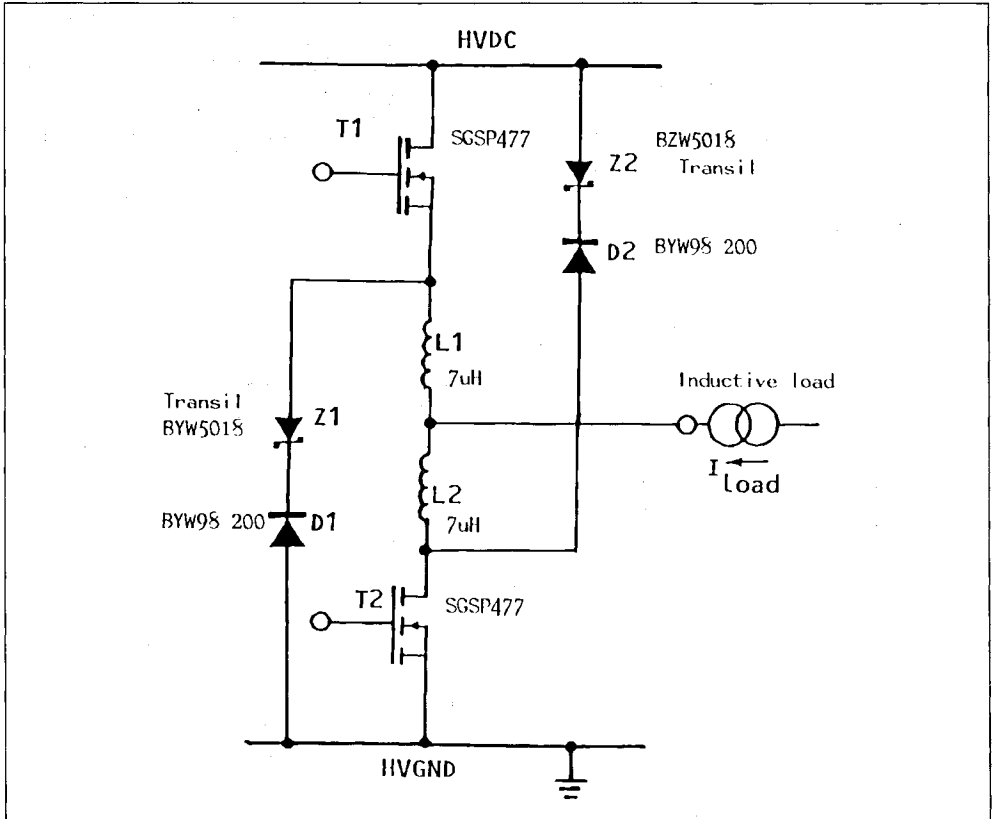 HVDC
T1
SGSP477
BZW5018
Z2
Transil
D2
BYW98 200
L1
7uH
Inductive load
Transil
BYW5018
Z1
I
Load
L2
7uH
BYW98 200
D1
T2
SGSP477
HVGND